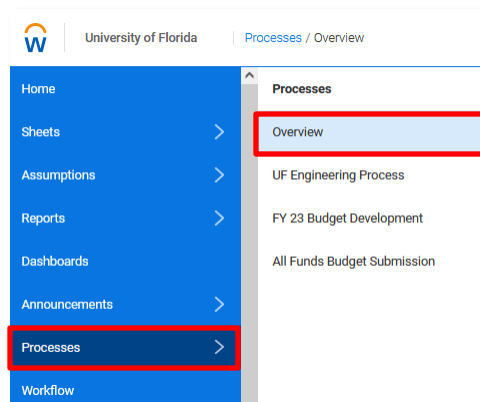 W University of Florida Processes / Overview
Home
Sheets
Assumptions
Reports
Dashboards
Announcements
Processes
Workflow
Processes
Overview
UF Engineering Process
FY 23 Budget Development
All Funds Budget Submission